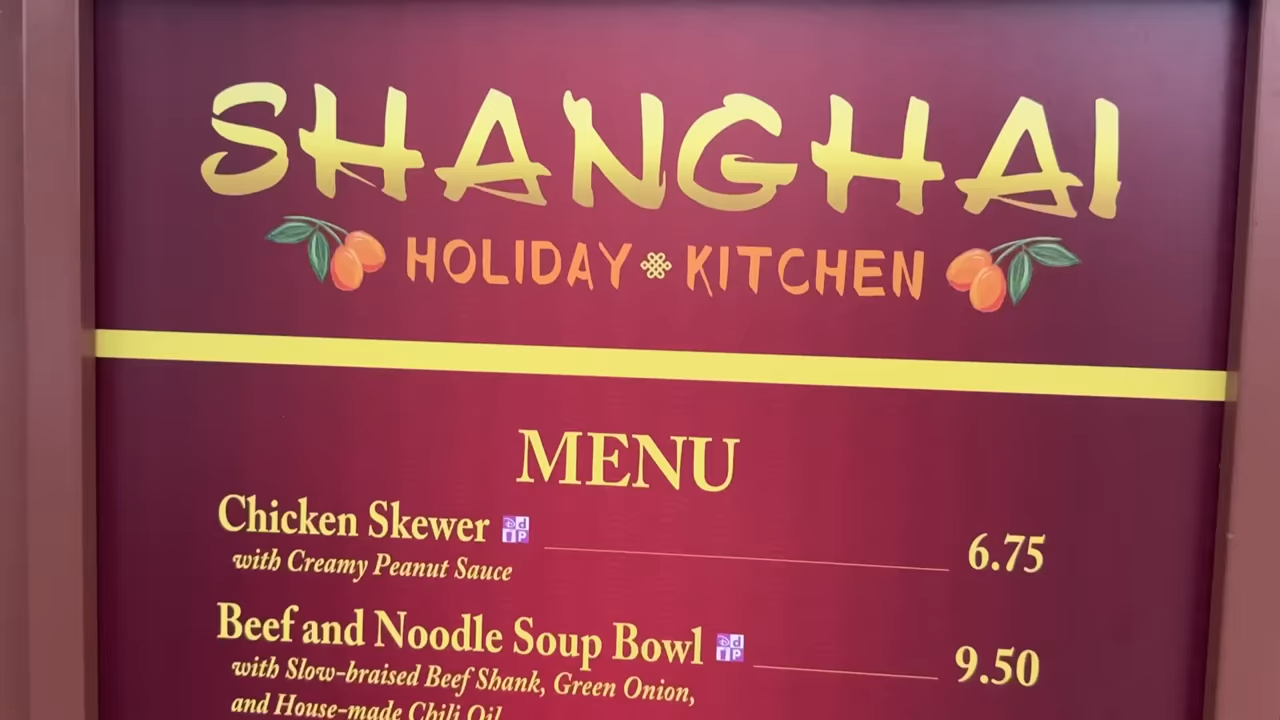 SHANGHAI
HOLIDAY KITCHEN
MENU
Chicken Skewer 6.75
with Creamy Peanut Sauce
Beef and Noodle Soup Bowl 9.50
with Slow-braised Beef Shank, Green Onion,
and House-made Chili Oil